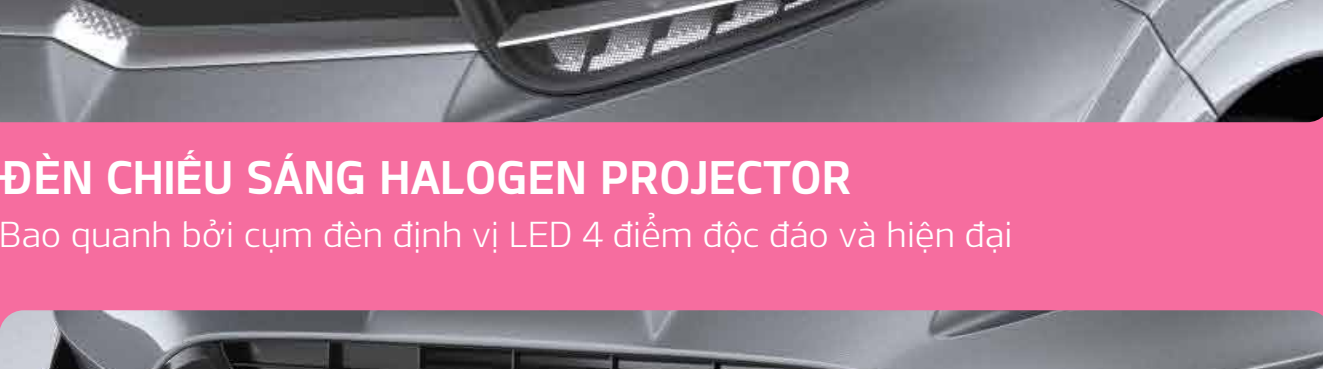 ĐÈN CHIẾU SÁNG HALOGEN PROJECTOR
Bao quanh bởi cụm đèn định vị LED 4 điểm độc đáo và hiện đại